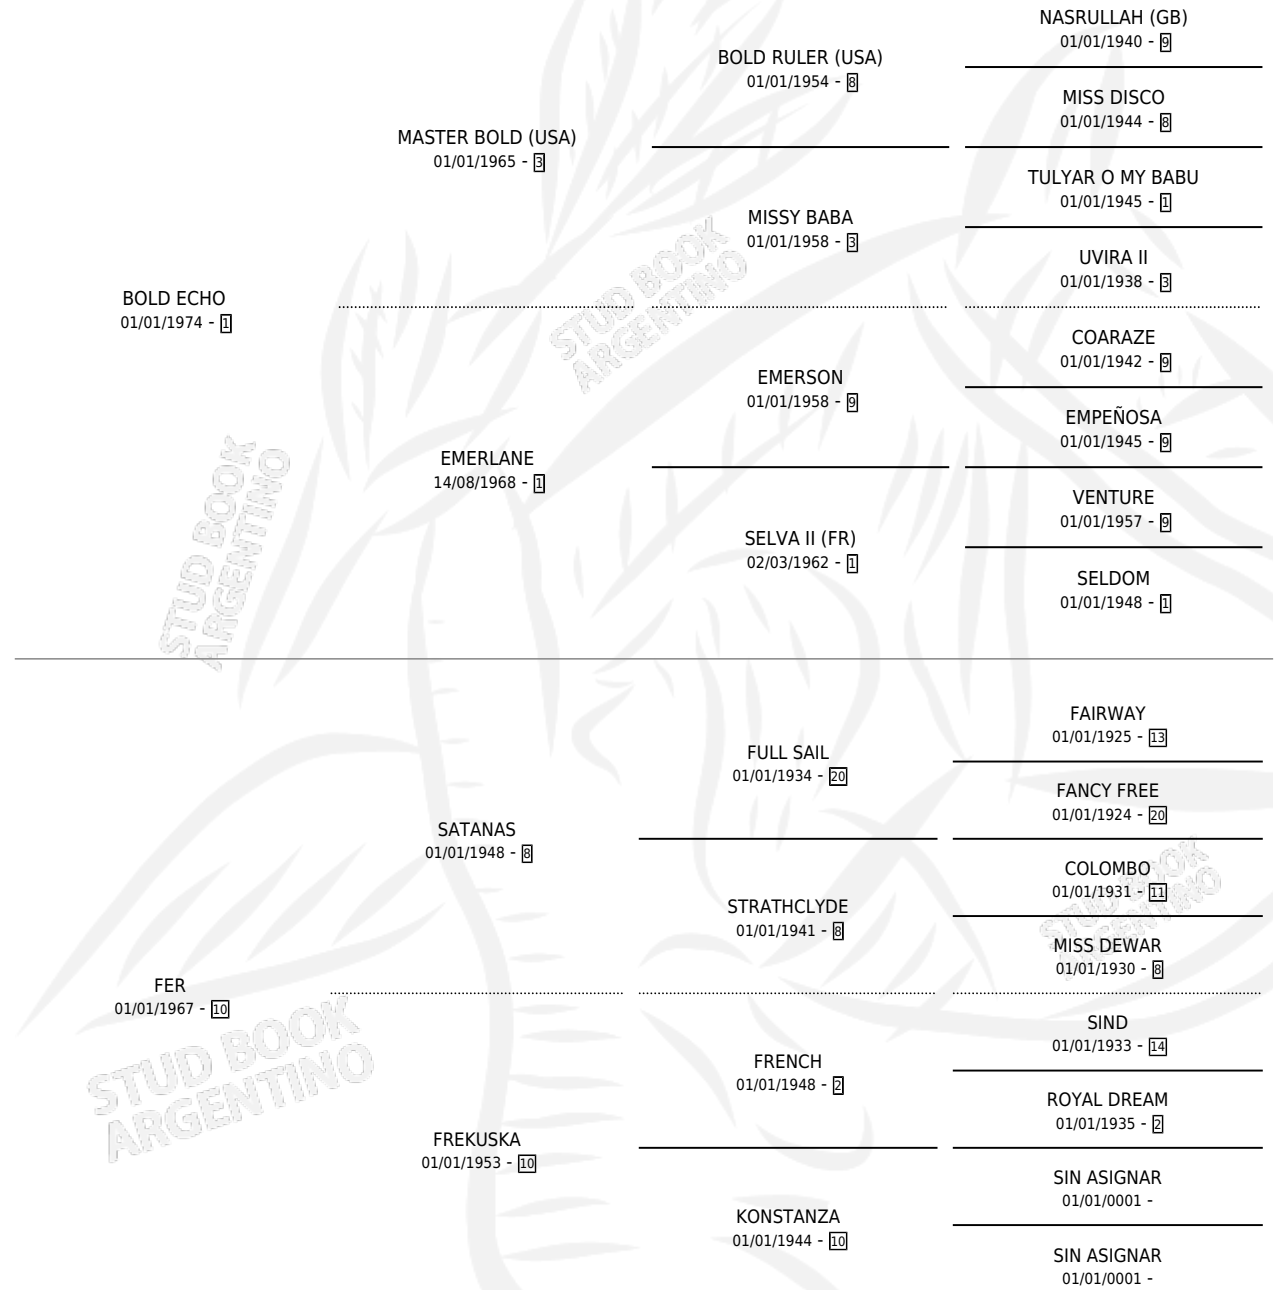 NASRULLAH (GB)
01/01/1940 - 9
BOLD RULER (USA)
01/01/1954 - 8
MISS DISCO
01/01/1944 - 8
MASTER BOLD (USA)
01/01/1965 - 3
TULYAR O MY BABU
01/01/1945 - 1
MISSY BABA
01/01/1958 - 3
UVIRA II
01/01/1938 - 3
BOLD ECHO
01/01/1974 - 1
COARAZE
01/01/1942 - 9
EMERSON
01/01/1958 - 9
EMPEÑOSA
01/01/1945 - 9
EMERLANE
14/08/1968 - 1
VENTURE
01/01/1957 - 9
SELVA II (FR)
02/03/1962 - 1
SELDOM
01/01/1948 - 1
STUD BOOK
ARGENTINO
STUD BOOK
ARGENTINO
FAIRWAY
01/01/1925 - 13
FULL SAIL
01/01/1934 - 20
FANCY FREE
01/01/1924 - 20
SATANAS
01/01/1948 - 8
COLOMBO
01/01/1931 - 11
STRATHCLYDE
01/01/1941 - 8
MISS DEWAR
01/01/1930 - 8
STUD BOOK
ARGENTINO
FER
01/01/1967 - 10
SIND
01/01/1933 - 14
FRENCH
01/01/1948 - 2
ROYAL DREAM
01/01/1935 - 2
FREKUSKA
01/01/1953 - 10
SIN ASIGNAR
01/01/0001 -
KONSTANZA
01/01/1944 - 10
SIN ASIGNAR
01/01/0001 -
STUD BOOK
ARGENTINO